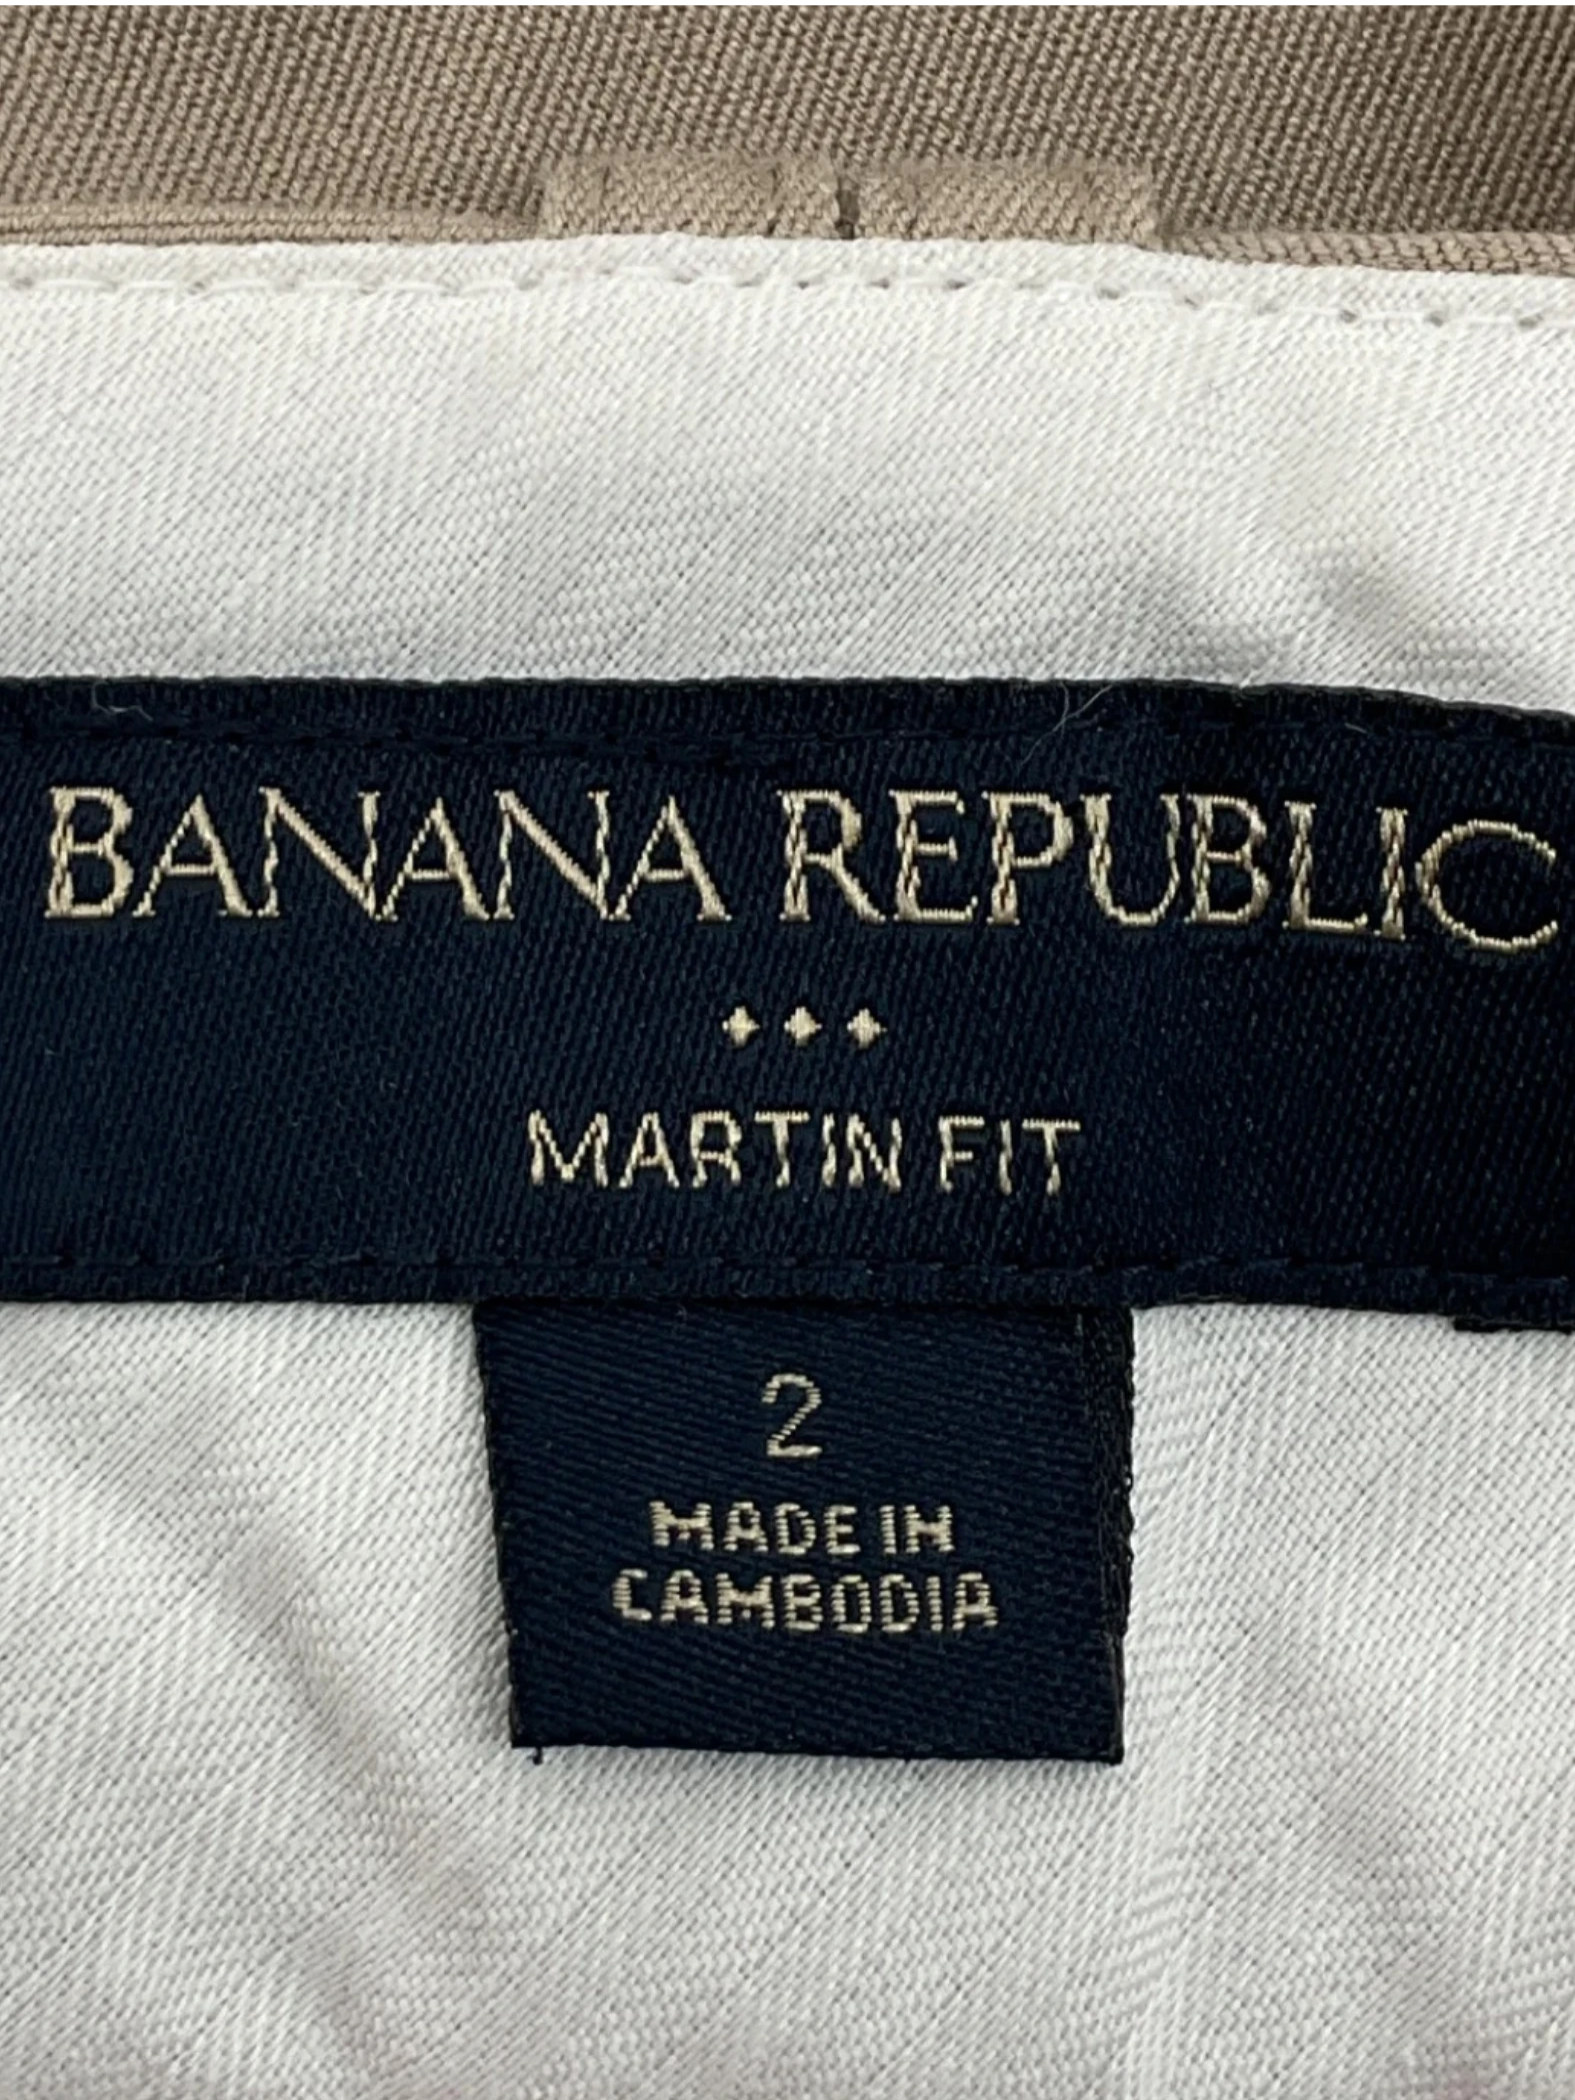 BANANA REPUBLIC
MARTIN FIT
2
MADE IN
CAMBODIA